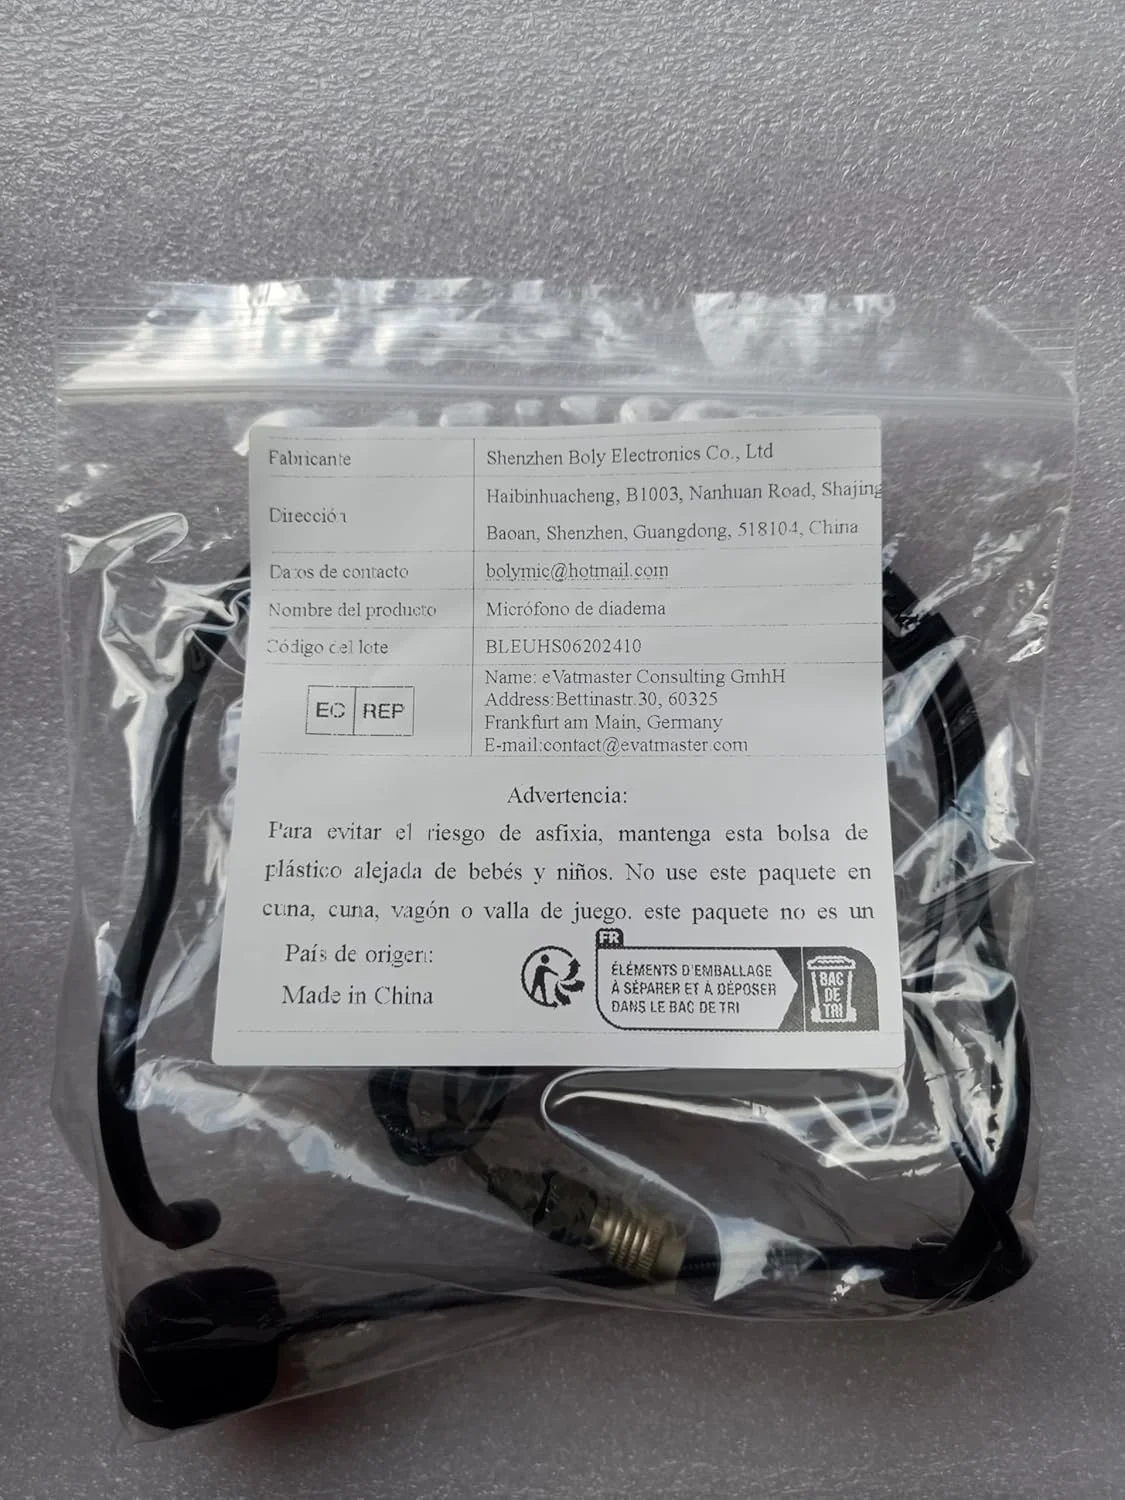 Fabricante
Shenzhen Boly Electronics Co., Ltd
Dirección
Haibinhuacheng, B1003, Nanhuan Road, Shajing
Baoan, Shenzhen, Guangdong, 518104, China
Datos de contacto
bolymic@hotmail.com
Nombre del producto
Micrófono de diadema
Código del lote
BLEUHS06202410
EC REP
Name: eVatmaster Consulting GmhH
Address:Bettinastr.30, 60325
Frankfurt am Main, Germany
E-mail:contact@evatmaster.com
Advertencia:
Para evitar el riesgo de asfixia, mantenga esta bolsa de
plástico alejada de bebés y niños. No use este paquete en
cuna, cuna, vagón o valla de juego. este paquete no es un
País de origen:
Made in China
FR
ÉLÉMENTS D'EMBALLAGE
À SÉPARER ET À DÉPOSER
DANS LE BAC DE TRI
BAC
DE
TRI